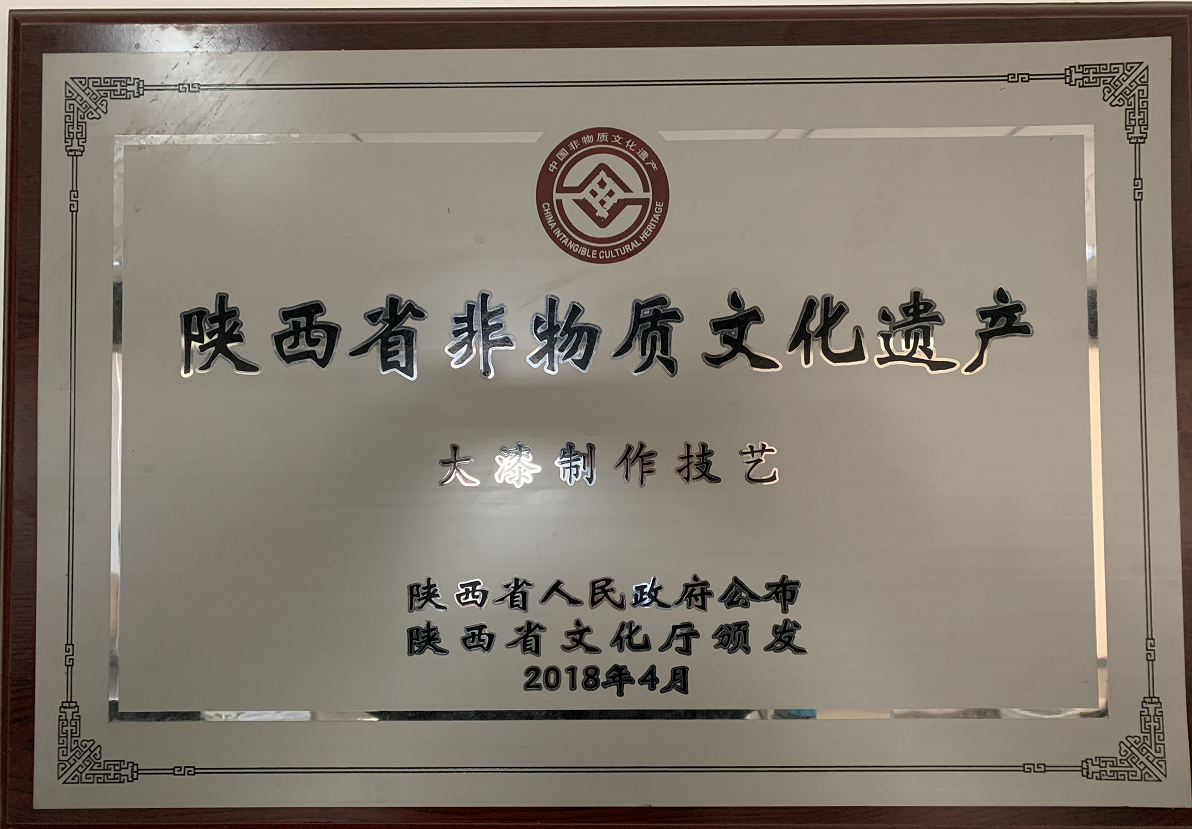 中国非物质文化遗产
CHINA INTANGIBLE CULTURAL HERITAGE
陕西省非物质文化遗产
大漆制作技艺
陕西省人民政府公布
陕西省文化厅颁发
2018年4月